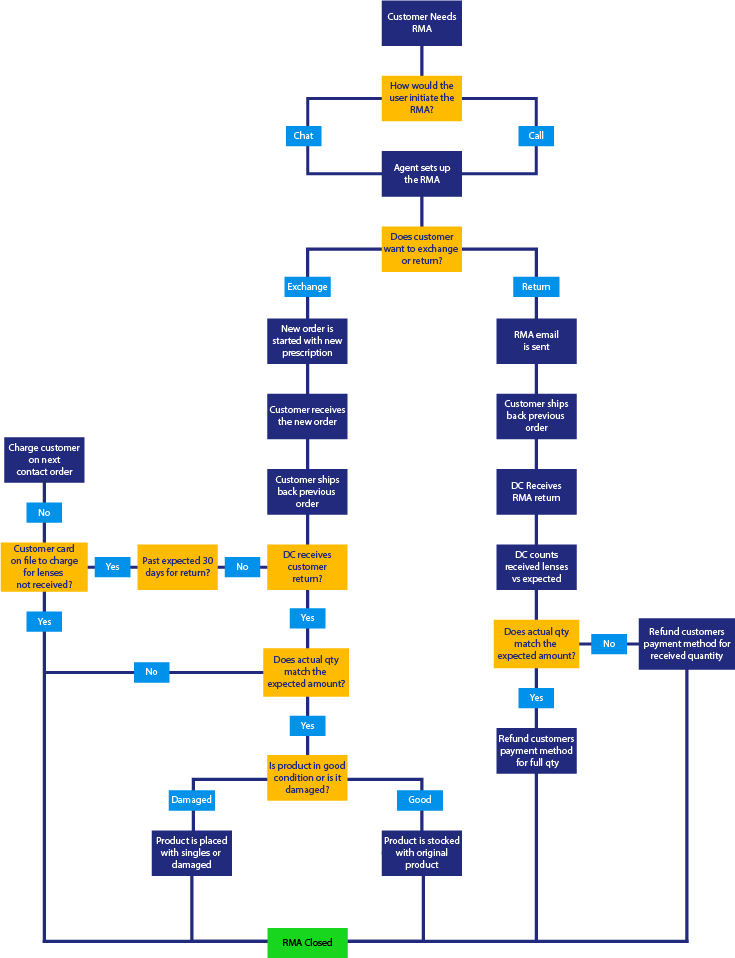 Customer Needs
RMA
How would the
user initiate the
RMA?
Chat
Call
Agent sets up
the RMA
Does customer
want to exchange
or return?
Exchange
Return
New order is
started with new
prescription
RMA email
is sent
Customer receives
the new order
Customer ships
back previous
order
Charge customer
on next
contact order
Customer ships
back previous
order
DC Receives
RMA return
No
Customer card
on file to charge
for lenses
not received?
Yes
Past expected 30
days for return?
No
DC receives
customer
return?
DC counts
received lenses
vs expected
Yes
Yes
Does actual qty
match the
expected amount?
No
Refund customers
payment method for
received quantity
No
Does actual qty
match the
expected amount?
Yes
Yes
Refund customers
payment method
for full qty
Is product in good
condition or is it
damaged?
Damaged
Good
Product is placed
with singles or
damaged
Product is stocked
with original
product
RMA Closed